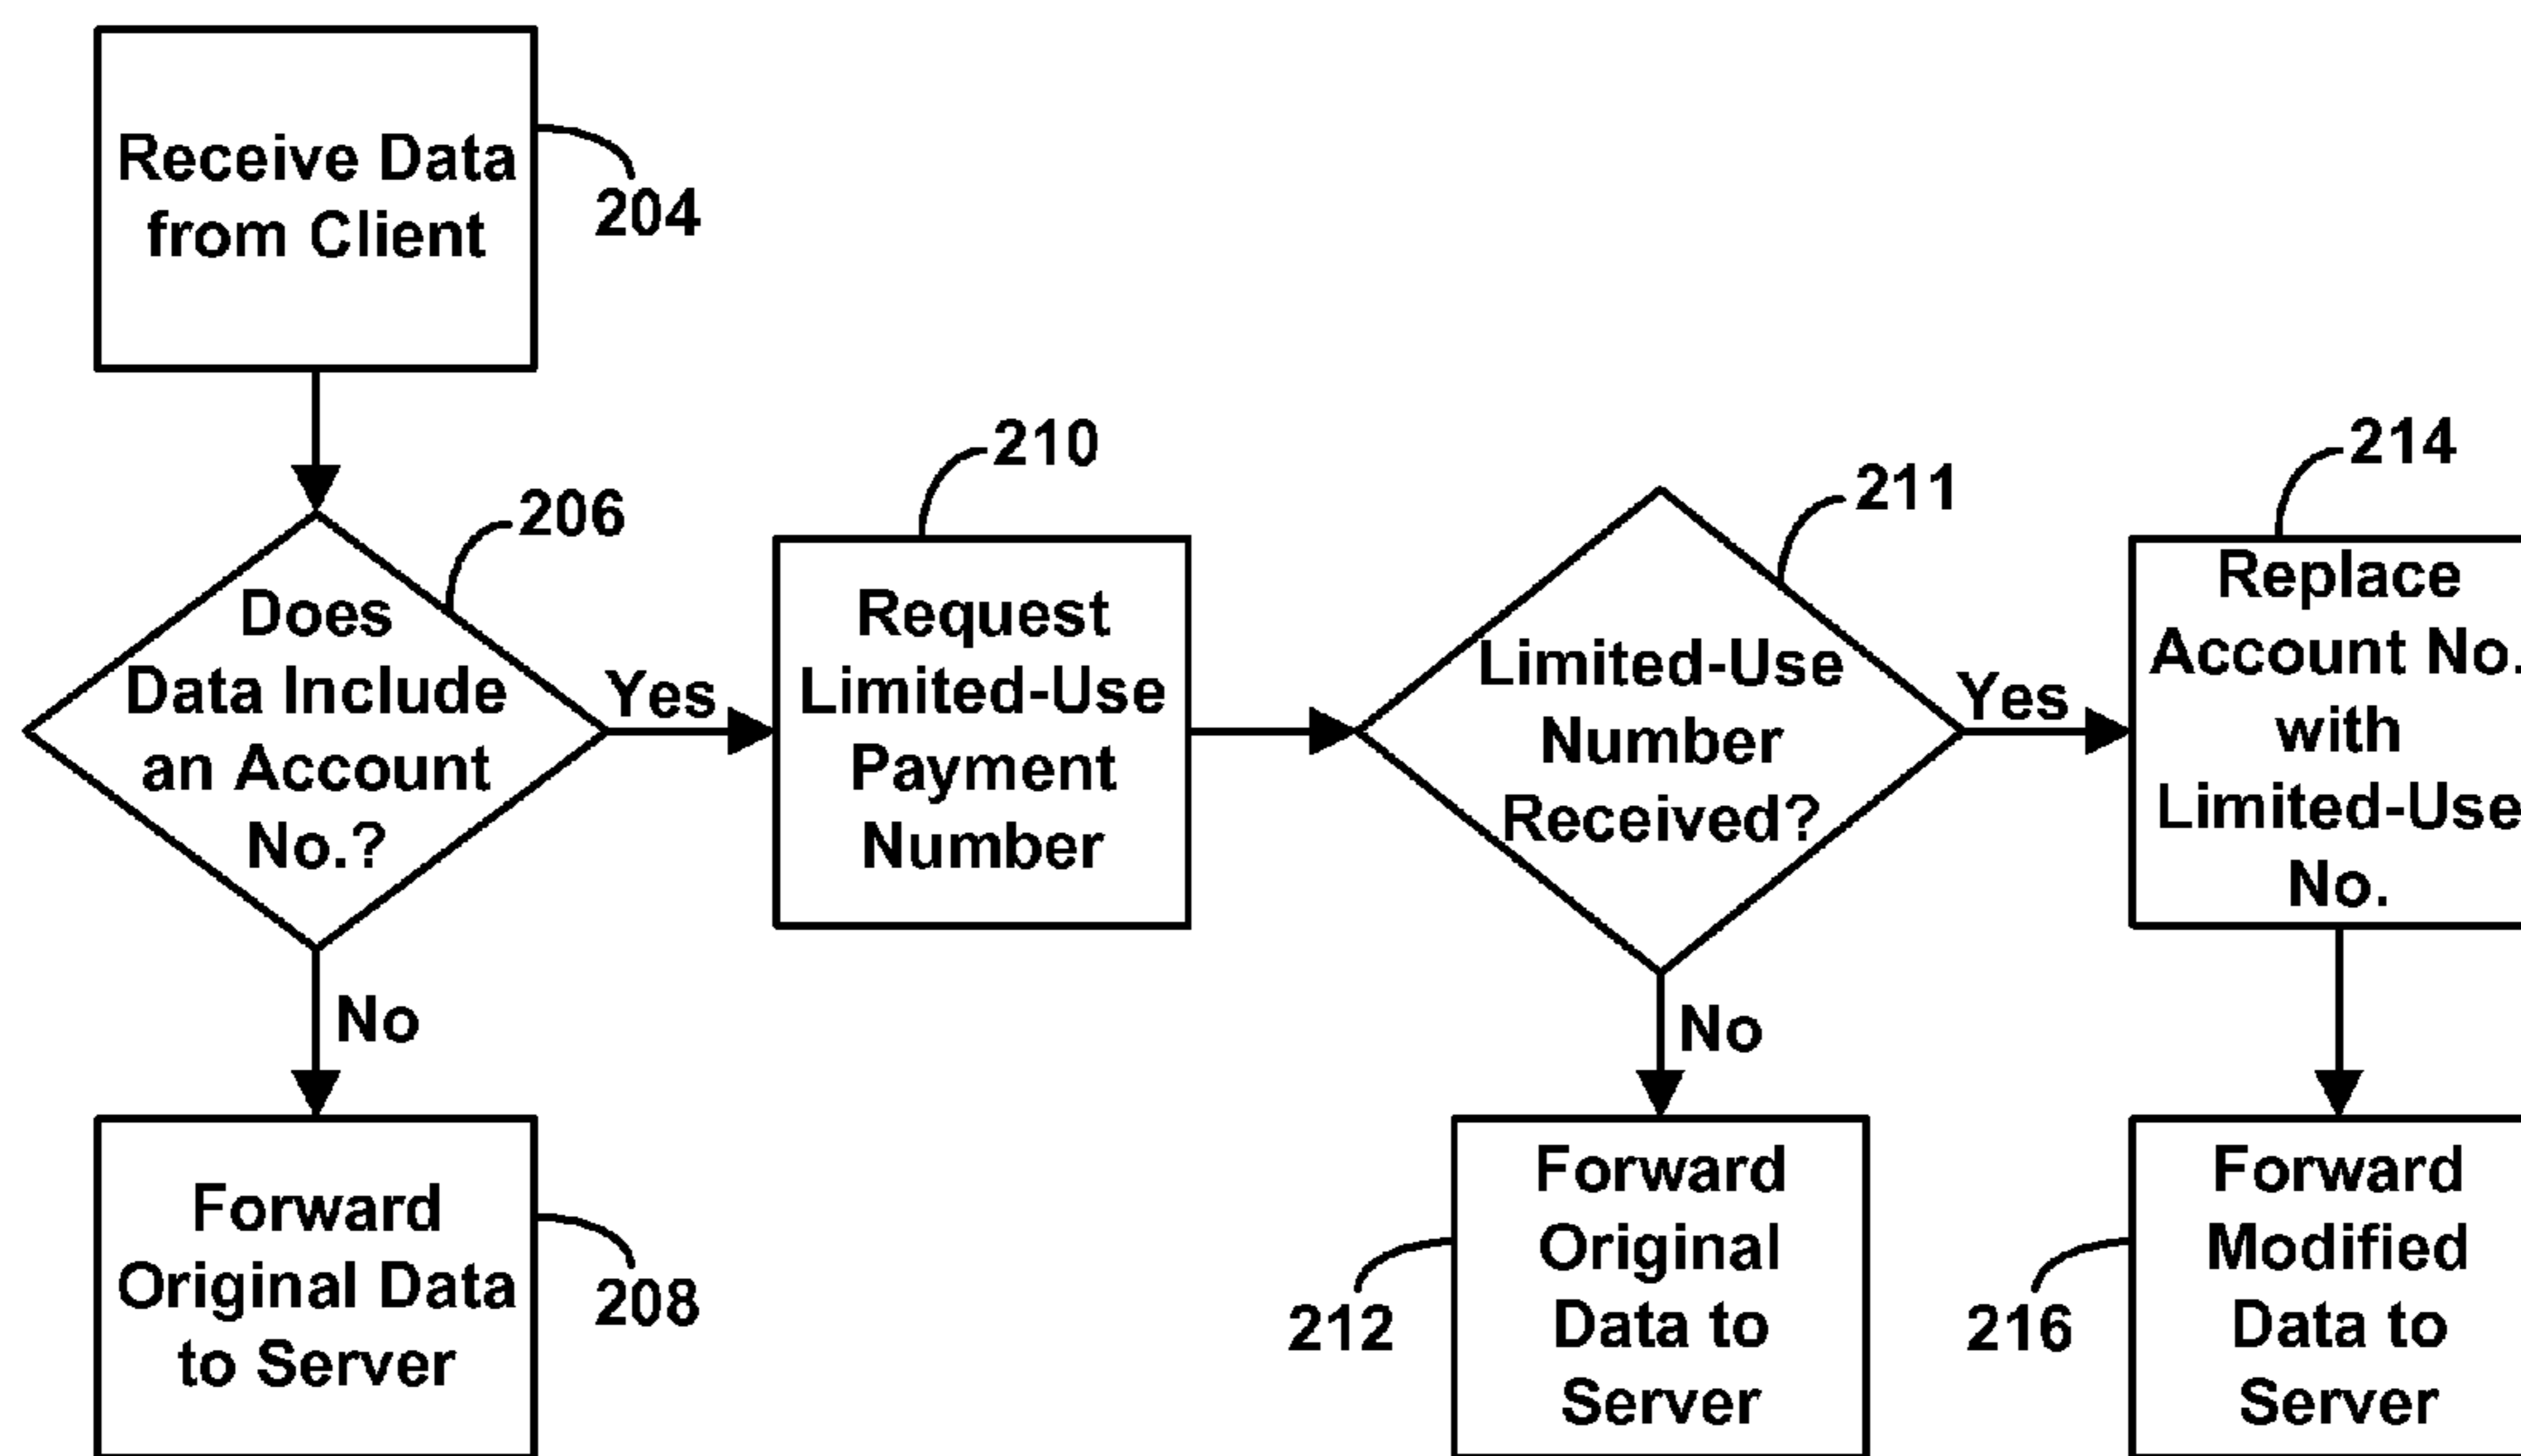 Receive Data
from Client
204
206
Does
Data Include
an Account
No.?
Yes
No
Forward
Original Data
to Server
208
210
Request
Limited-Use
Payment
Number
211
Limited-Use
Number
Received?
Yes
No
Forward
Original
Data to
Server
212
214
Replace
Account No.
with
Limited-Use
No.
Forward
Modified
Data to
Server
216